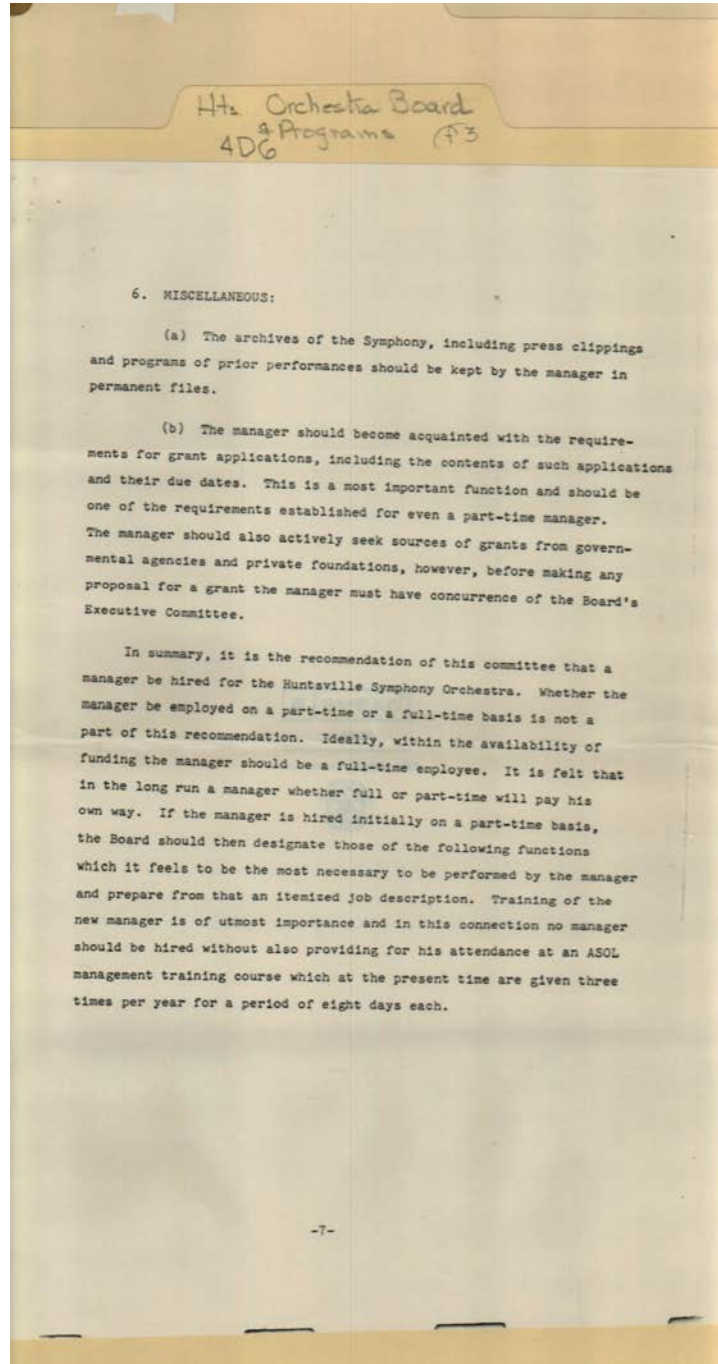 Hts Orchestra Board
& Programs f3
4D6
6. MISCELLANEOUS:
(a) The archives of the Symphony, including press clippings
and programs of prior performances should be kept by the manager in
permanent files.
(b) The manager should become acquainted with the require-
ments for grant applications, including the contents of such applications
and their due dates. This is a most important function and should be
one of the requirements established for even a part-time manager.
The manager should also actively seek sources of grants from govern-
mental agencies and private foundations, however, before making any
proposal for a grant the manager must have concurrence of the Board's
Executive Committee.
In summary, it is the recommendation of this committee that a
manager be hired for the Huntsville Symphony Orchestra. Whether the
manager be employed on a part-time or a full-time basis is not a
part of this recommendation. Ideally, within the availability of
funding the manager should be a full-time employee. It is felt that
in the long run a manager whether full or part-time will pay his
own way. If the manager is hired initially on a part-time basis,
the Board should then designate those of the following functions
which it feels to be the most necessary to be performed by the manager
and prepare from that an itemized job description. Training of the
new manager is of utmost importance and in this connection no manager
should be hired without also providing for his attendance at an ASOL
management training course which at the present time are given three
times per year for a period of eight days each.
-7-